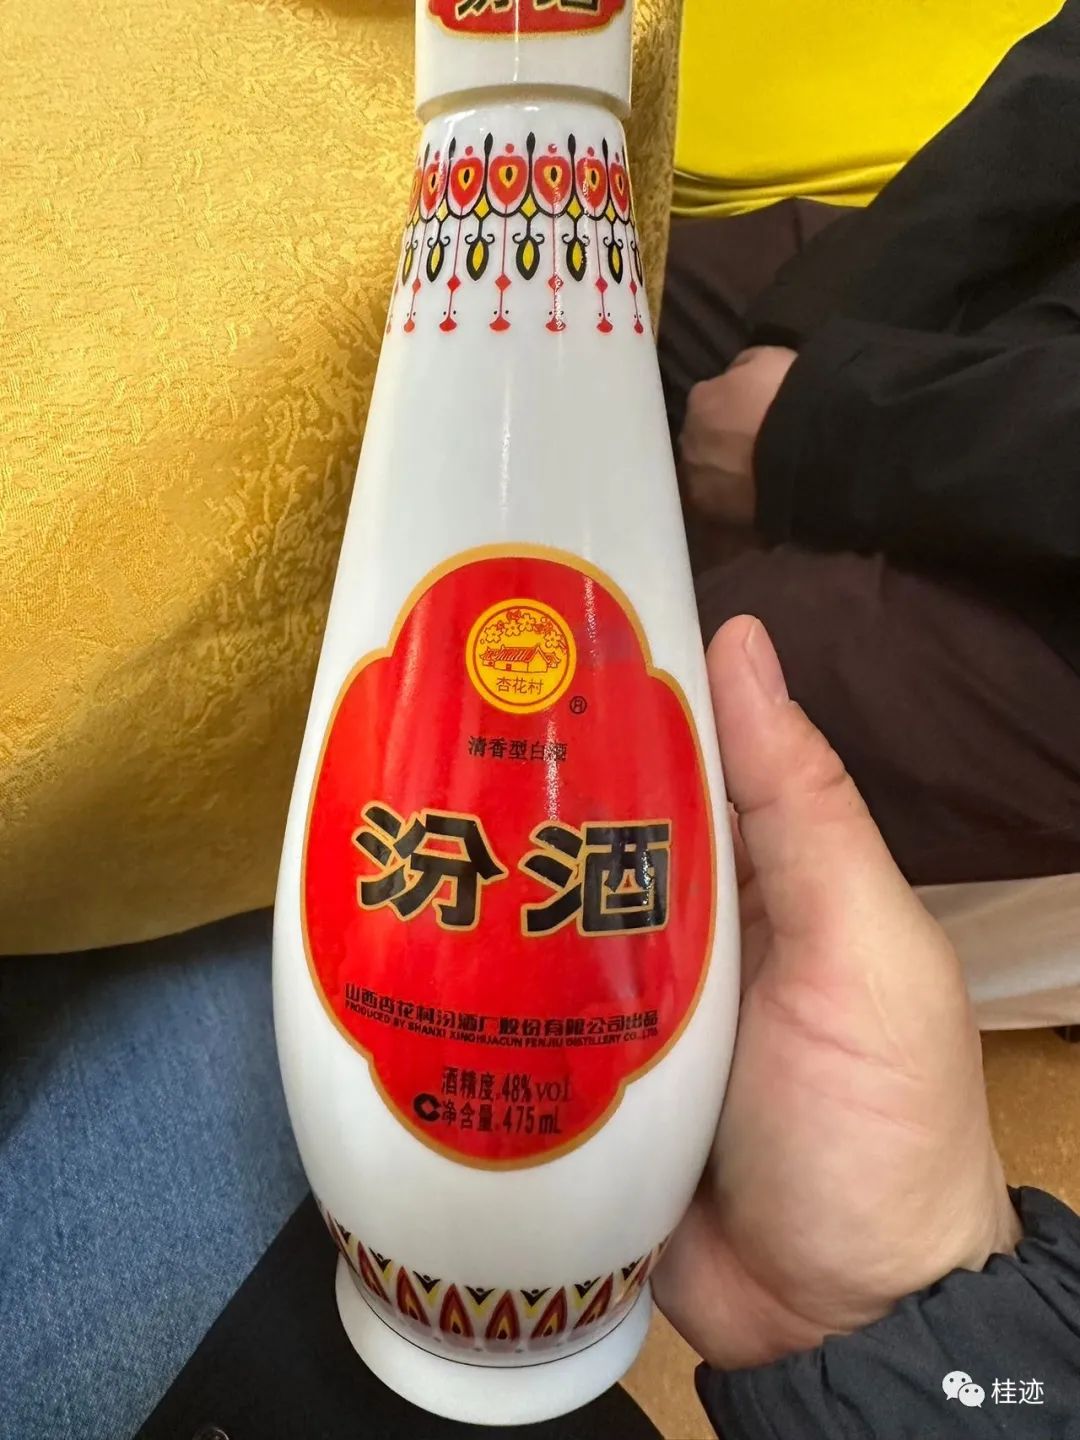 汾酒
杏花村
®
清香型白酒
汾酒
山西杏花村汾酒厂股份有限公司出品
PRODUCED BY SHANXI XINGHUACUN FENJIU DISTILLERY CO.,LTD.
酒精度:48%vol
净含量:475mL
桂迹